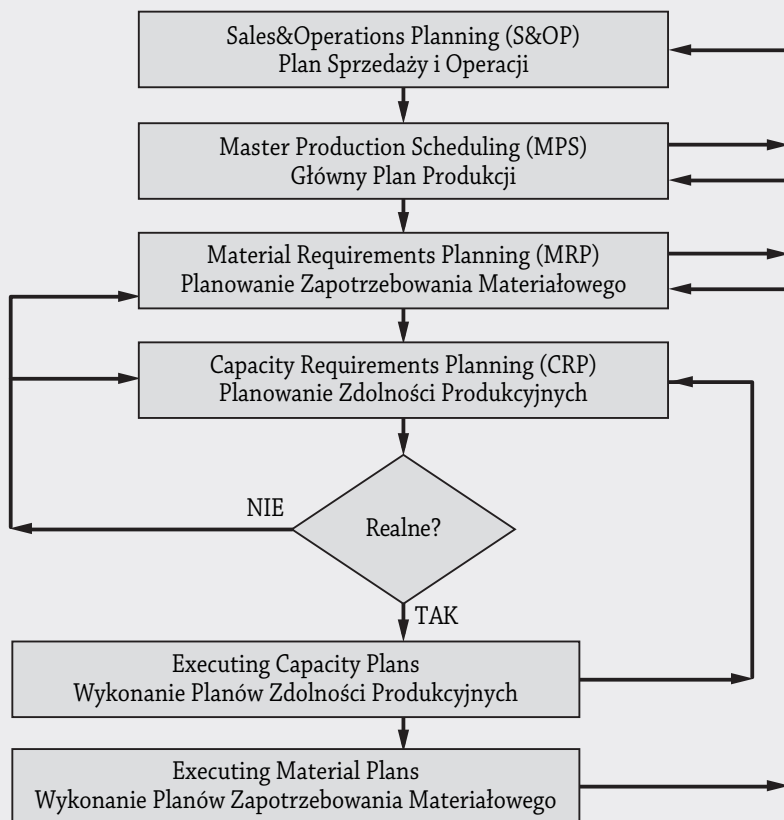 Sales&Operations Planning (S&OP)
Plan Sprzedaży i Operacji
Master Production Scheduling (MPS)
Główny Plan Produkcji
Material Requirements Planning (MRP)
Planowanie Zapotrzebowania Materiałowego
Capacity Requirements Planning (CRP)
Planowanie Zdolności Produkcyjnych
NIE
Realne?
TAK
Executing Capacity Plans
Wykonanie Planów Zdolności Produkcyjnych
Executing Material Plans
Wykonanie Planów Zapotrzebowania Materiałowego